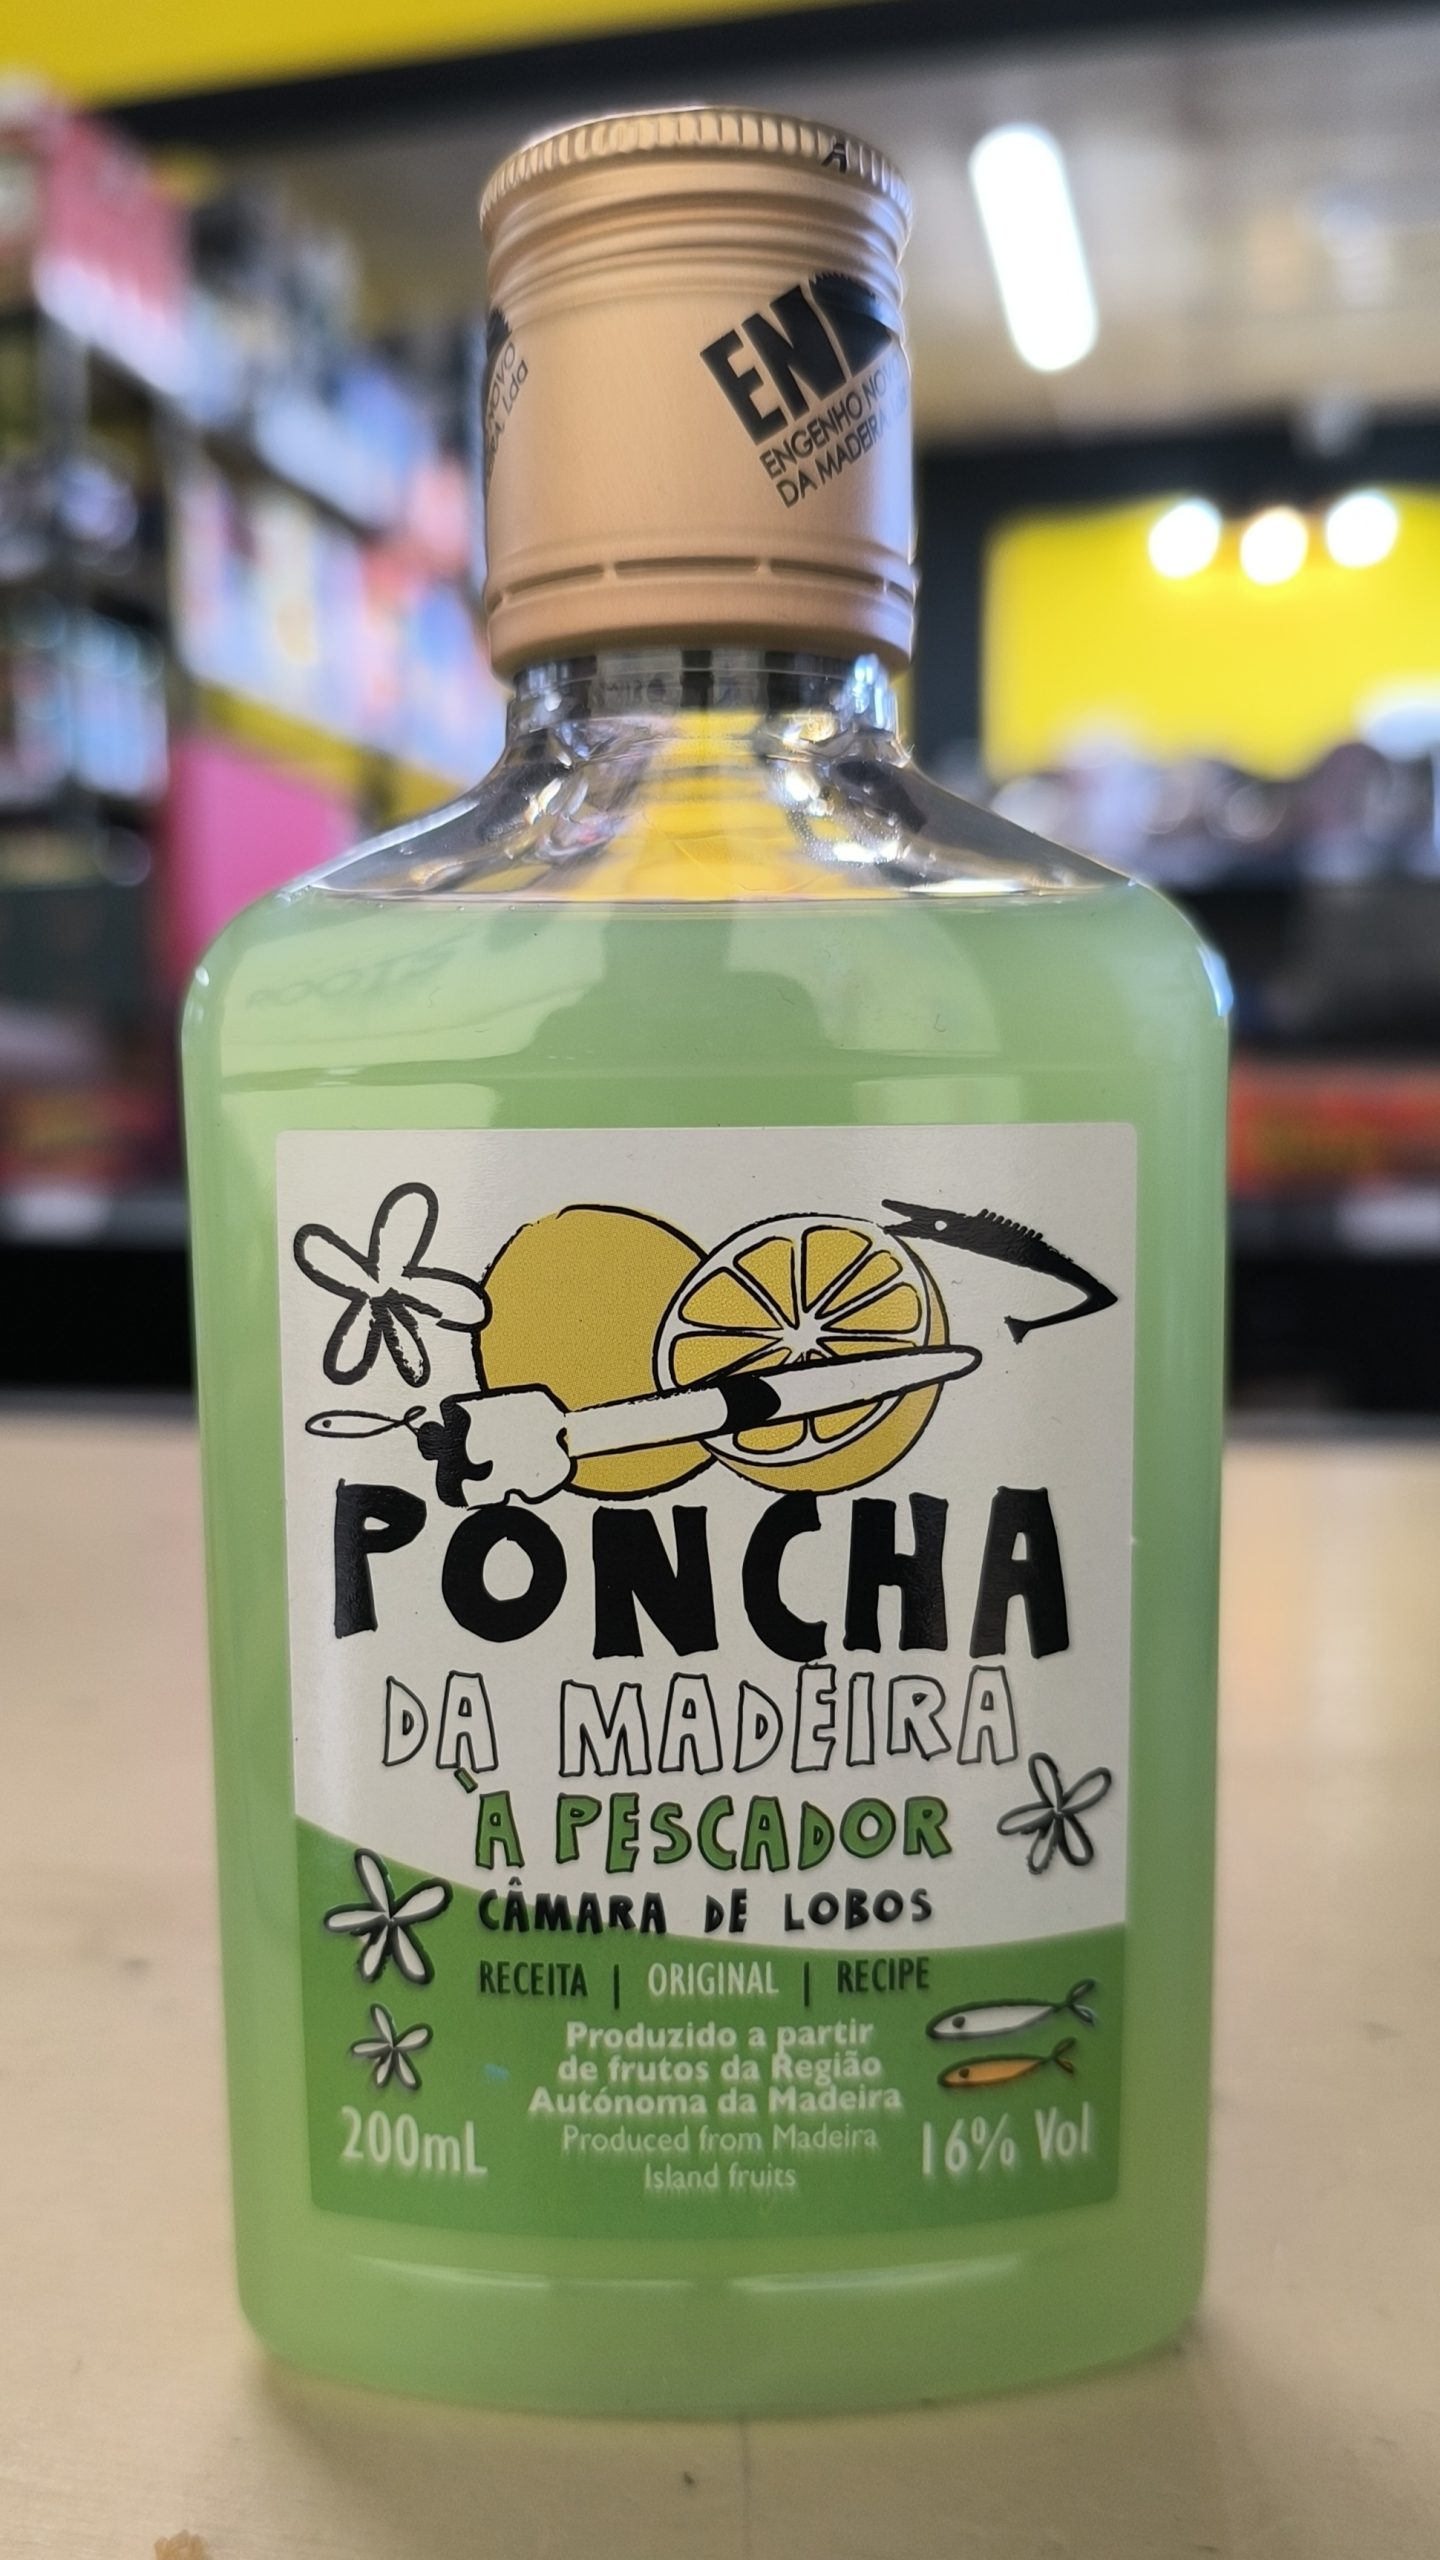 ENGENHO NOVO
DA MADEIRA
PONCHA
DA MADEIRA
À PESCADOR
CÂMARA DE LOBOS
RECEITA | ORIGINAL | RECIPE
Produzido a partir
de frutos da Região
Autónoma da Madeira
Produced from Madeira
Island fruits
200mL
16% Vol